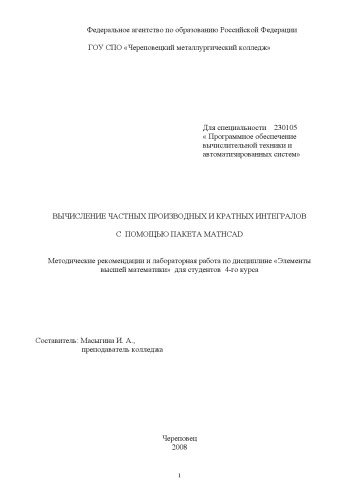 Федеральное агентство по образованию Российской Федерации
ГОУ СПО «Череповецкий металлургический колледж»
Для специальности 230105
« Программное обеспечение
вычислительной техники и
автоматизированных систем»
ВЫЧИСЛЕНИЕ ЧАСТНЫХ ПРОИЗВОДНЫХ И КРАТНЫХ ИНТЕГРАЛОВ
С ПОМОЩЬЮ ПАКЕТА MATHCAD
Методические рекомендации и лабораторная работа по дисциплине «Элементы
высшей математики» для студентов 4-го курса
Составитель: Масягина И. А.,
преподаватель колледжа
Череповец
2008
1